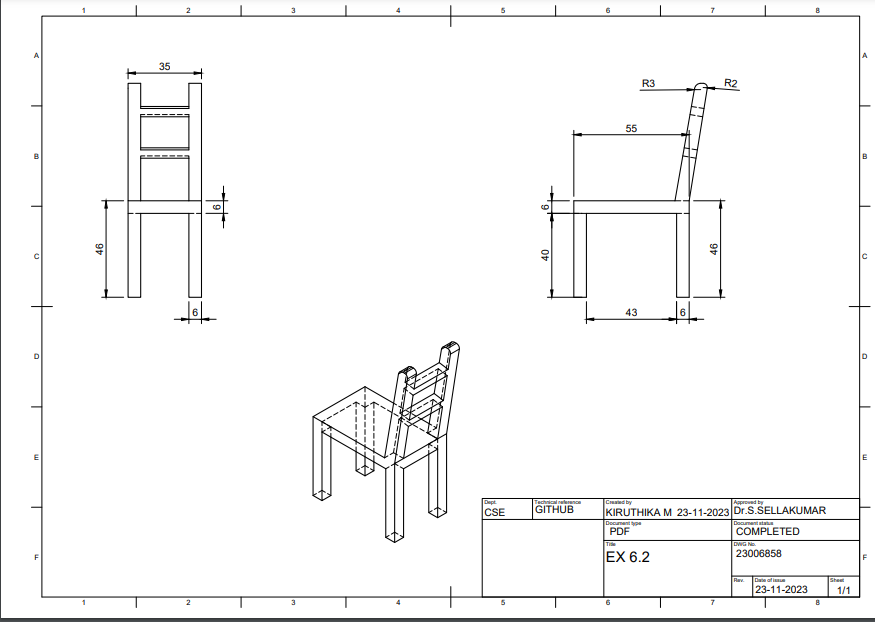 1 2 3 4 5 6 7 8
A A
35
R3 R2
55
B B
6 6
46 40 46
C C
6 43 6
D D
E E
Dept. Technical reference Created by Approved by
CSE GITHUB KIRUTHIKA M 23-11-2023 Dr.S.SELLAKUMAR
Document type Document status
PDF COMPLETED
Title DWG No.
EX 6.2 23006858
F F
Rev. Date of issue Sheet
23-11-2023 1/1
1 2 3 4 5 6 7 8